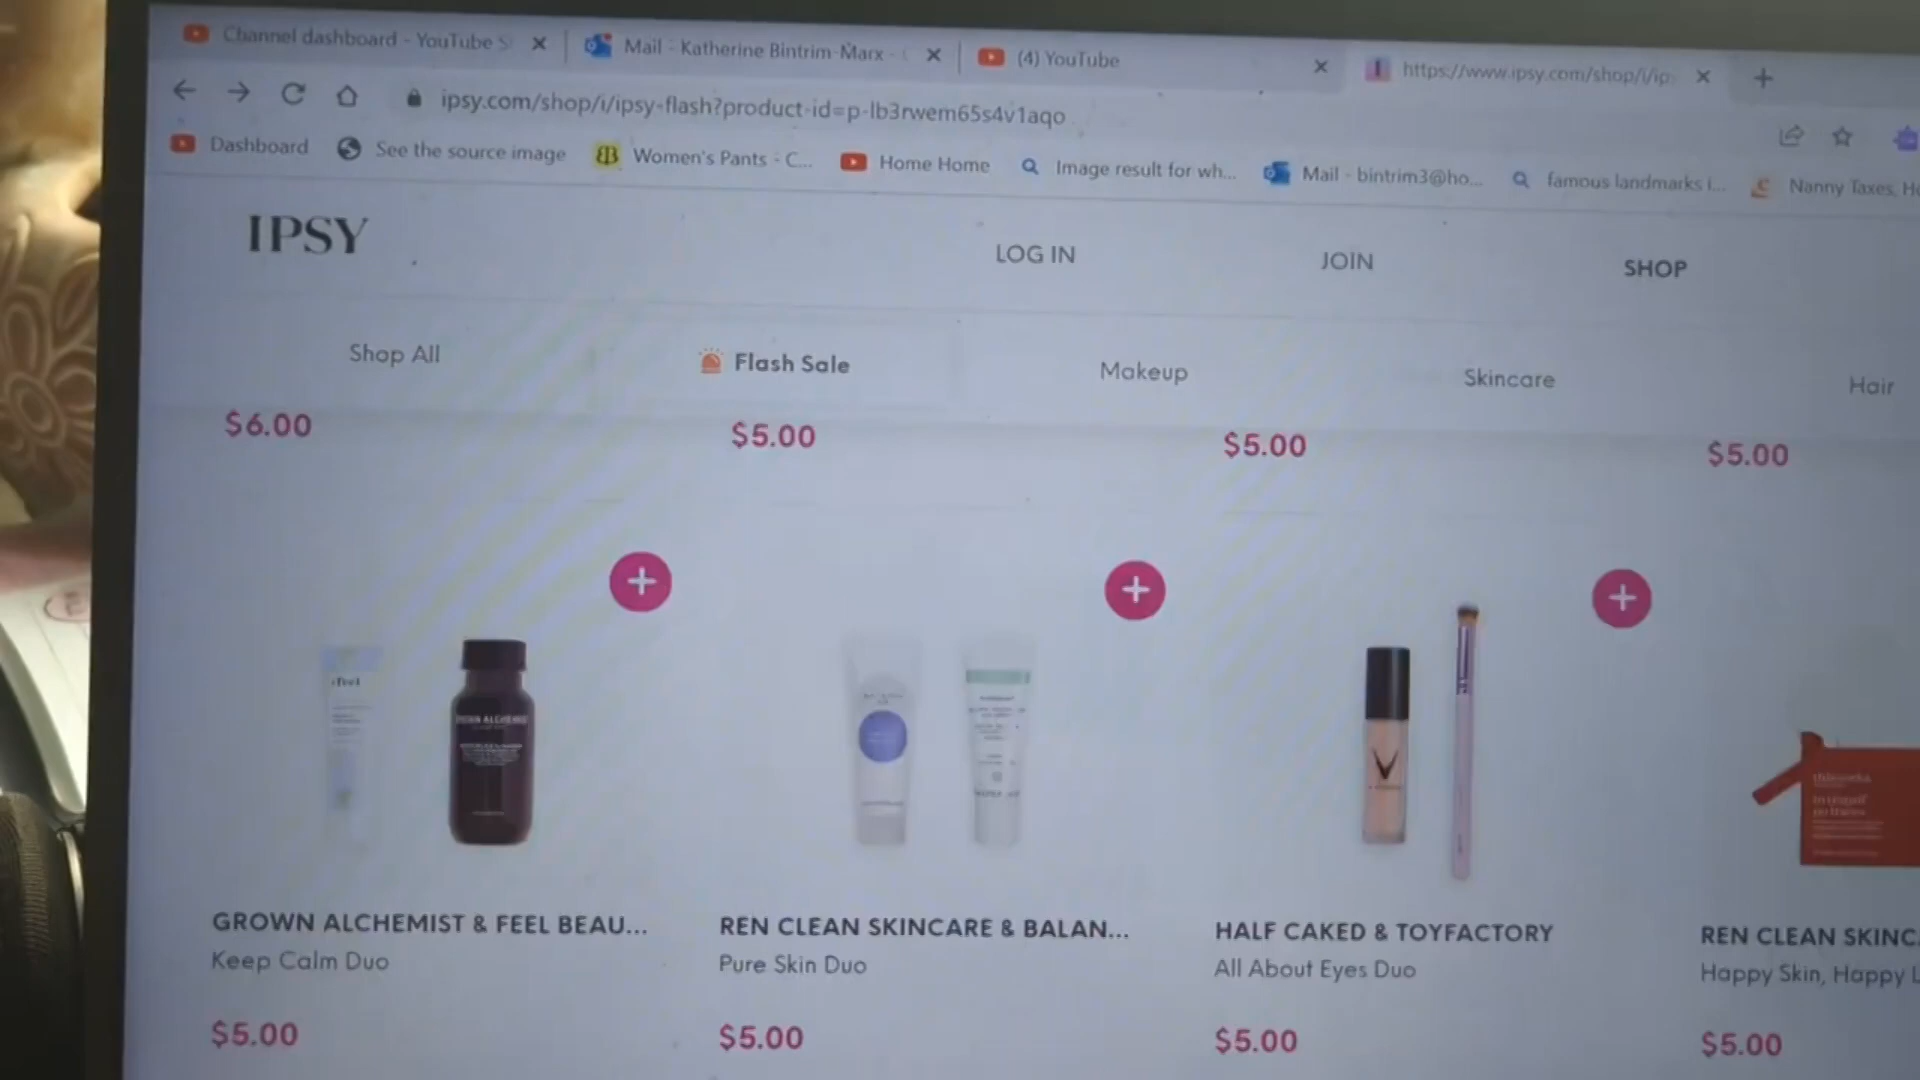 Channel dashboard - YouTube S
Mail - Katherine Bintrim-Marx -
(4) YouTube
https://www.ipsy.com/shop/i/ip
ipsy.com/shop/i/ipsy-flash?product-id=p-lb3rwem65s4v1aqo
Dashboard
See the source image
Women's Pants - C...
Home Home
Image result for wh...
Mail - bintrim3@ho...
famous landmarks i...
Nanny Taxes, Ho
IPSY
LOG IN
JOIN
SHOP
Shop All
Flash Sale
Makeup
Skincare
Hair
$6.00
$5.00
$5.00
$5.00
feel
GROWN ALCHEMIST
V
GROWN ALCHEMIST & FEEL BEAU...
Keep Calm Duo
$5.00
REN CLEAN SKINCARE & BALAN...
Pure Skin Duo
$5.00
HALF CAKED & TOYFACTORY
All About Eyes Duo
$5.00
REN CLEAN SKINC
Happy Skin, Happy L
$5.00